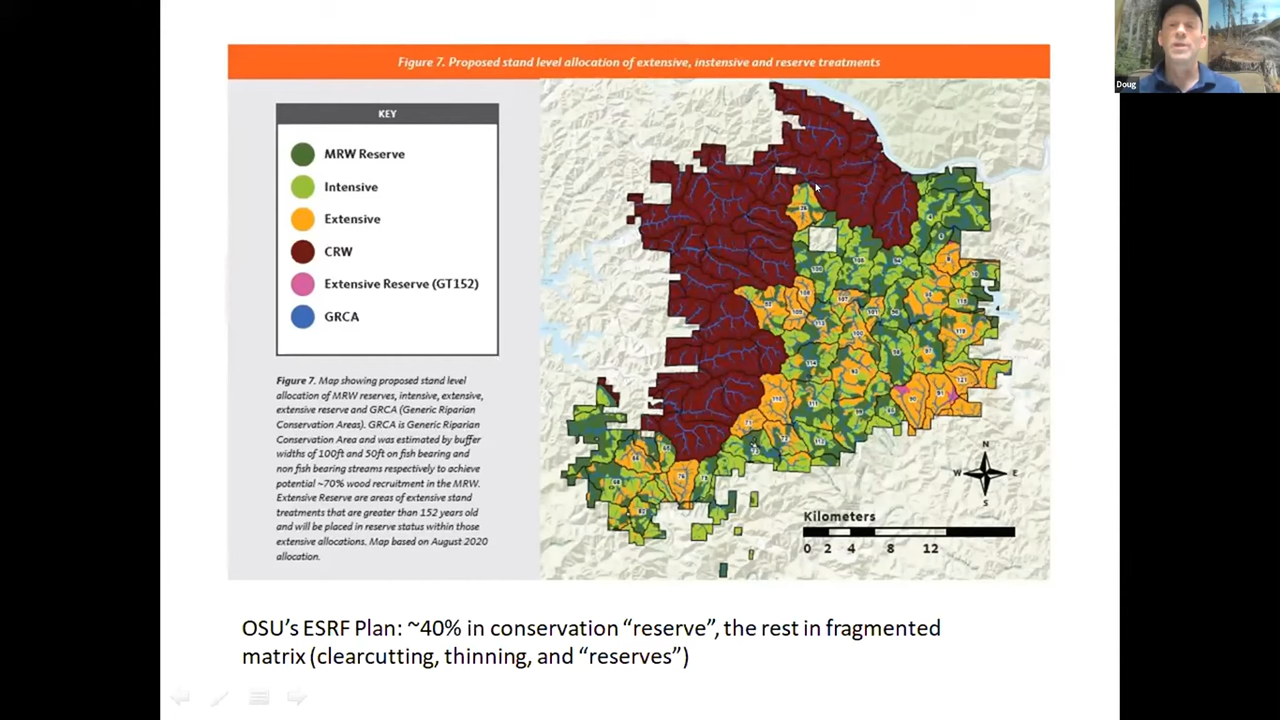 Doug
Figure 7. Proposed stand level allocation of extensive, instensive and reserve treatments
KEY
MRW Reserve
Intensive
Extensive
CRW
Extensive Reserve (GT152)
GRCA
Figure 7. Map showing proposed stand level
allocation of MRW reserves, intensive, extensive,
extensive reserve and GRCA (Generic Riparian
Conservation Areas). GRCA is Generic Riparian
Conservation Area and was estimated by buffer
widths of 100ft and 50ft on fish bearing and
non fish bearing streams respectively to achieve
potential ~70% wood recruitment in the MRW.
Extensive Reserve are areas of extensive stand
treatments that are greater than 152 years old
and will be placed in reserve status within those
extensive allocations. Map based on August 2020
allocation.
N
W E
S
Kilometers
0 2 4 8 12
OSU's ESRF Plan: ~40% in conservation “reserve”, the rest in fragmented
matrix (clearcutting, thinning, and “reserves”)